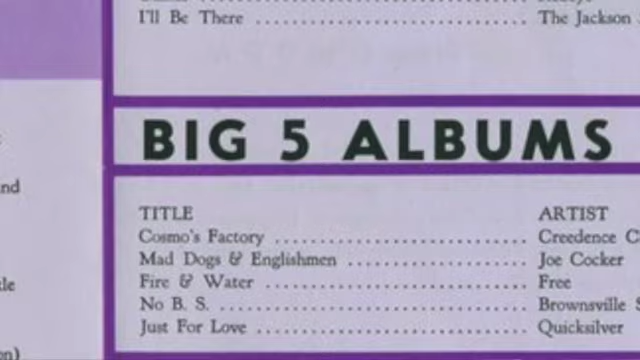 I'll Be There .......................................... The Jackson
BIG 5 ALBUMS
TITLE ARTIST
Cosmo's Factory ....................................... Creedence C
Mad Dogs & Englishmen ........................... Joe Cocker
Fire & Water ........................................ Free
No B. S. ................................................ Brownsville S
Just For Love ......................................... Quicksilver